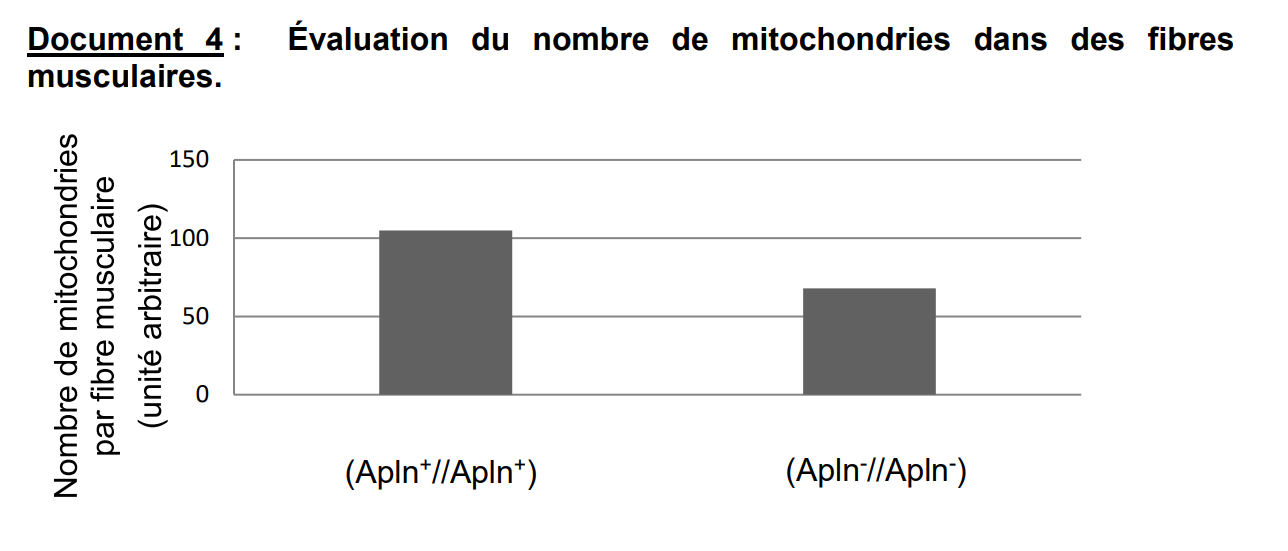 Document 4 : Évaluation du nombre de mitochondries dans des fibres
musculaires.
Nombre de mitochondries
par fibre musculaire
(unité arbitraire)
150
100
50
0
(Apln⁺//Apln⁺)
(Apln⁻//Apln⁻)